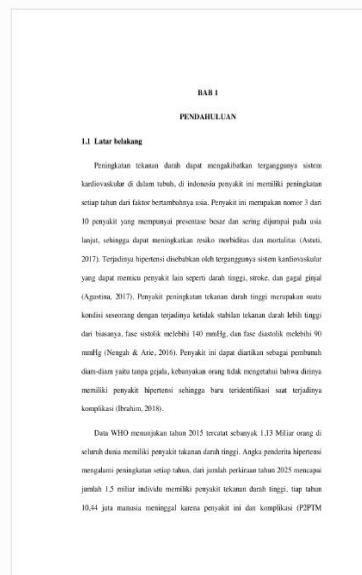 BAB 1
PENDAHULUAN
1.1 Latar belakang
Peningkatan tekanan darah dapat mengakibatkan terganggunya sistem
kardiovaskular di dalam tubuh, di indonesia penyakit ini memiliki peningkatan
setiap tahun dari faktor bertambahnya usia. Penyakit ini merupakan nomor 3 dari
10 penyakit yang mempunyai presentase besar dan sering dijumpai pada usia
lanjut, sehingga dapat meningkatkan resiko morbiditas dan mortalitas (Astuti,
2017). Terjadinya hipertensi disebabkan oleh terganggunya sistem kardiovaskular
yang dapat memicu penyakit lain seperti darah tinggi, stroke, dan gagal ginjal
(Agustina, 2017). Penyakit peningkatan tekanan darah tinggi merupakan suatu
kondisi seseorang dengan terjadinya ketidak stabilan tekanan darah lebih tinggi
dari biasanya, fase sistolik melebihi 140 mmHg, dan fase diastolik melebihi 90
mmHg (Nengah & Arie, 2016). Penyakit ini dapat diartikan sebagai pembunuh
diam-diam yaitu tanpa gejala, kebanyakan orang tidak mengetahui bahwa dirinya
memiliki penyakit hipertensi sehingga baru teridentifikasi saat terjadinya
komplikasi (Ibrahim, 2018).
Data WHO menunjukan tahun 2015 tercatat sebanyak 1,13 Miliar orang di
seluruh dunia memiliki penyakit takanan darah tinggi. Angka penderita hipertensi
mengalami peningkatan setiap tahun, dari jumlah perkiraan tahun 2025 mencapai
jumlah 1,5 miliar individu memiliki penyakit tekanan darah tinggi, tiap tahun
10,44 juta manusia meninggal karena penyakit ini dan komplikasi (P2PTM